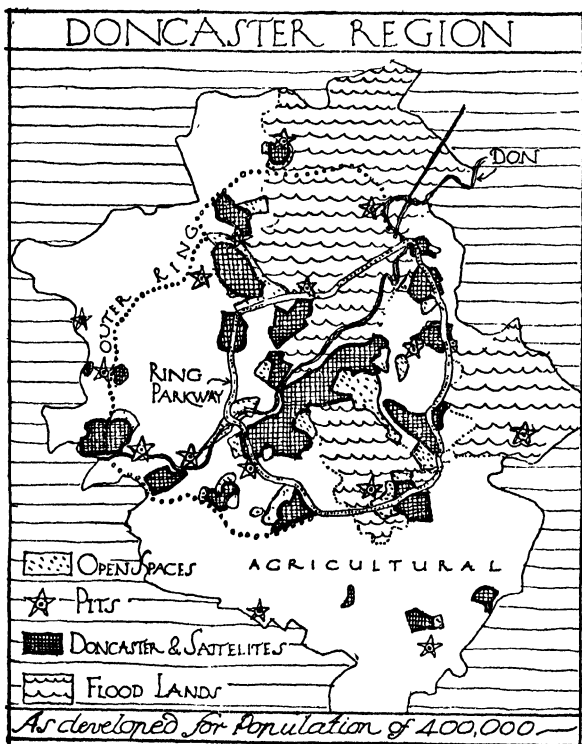 DONCASTER REGION
DON
OUTER RING
RING
PARKWAY
AGRICULTURAL
OPEN SPACES
PITS
DONCASTER & SATTELITES
FLOOD LANDS
As developed for Population of 400,000